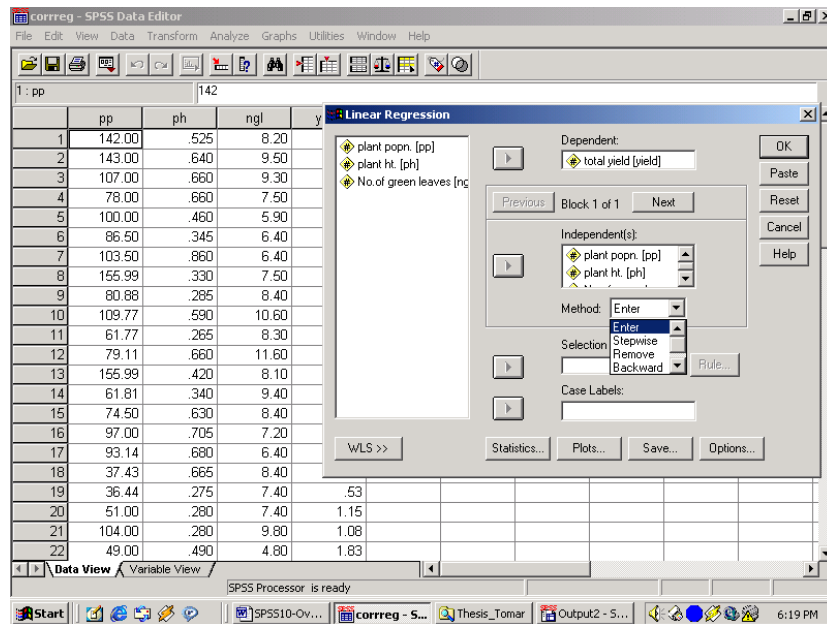 corrreg - SPSS Data Editor
File Edit View Data Transform Analyze Graphs Utilities Window Help
1 : pp 142
pp ph ngl y
1 142.00 .525 8.20
2 143.00 .640 9.50
3 107.00 .660 9.30
4 78.00 .660 7.50
5 100.00 .460 5.90
6 86.50 .345 6.40
7 103.50 .860 6.40
8 155.99 .330 7.50
9 80.88 .285 8.40
10 109.77 .590 10.60
11 61.77 .265 8.30
12 79.11 .660 11.60
13 155.99 .420 8.10
14 61.81 .340 9.40
15 74.50 .630 8.40
16 97.00 .705 7.20
17 93.14 .680 6.40
18 37.43 .665 8.40
19 36.44 .275 7.40 .53
20 51.00 .280 7.40 1.15
21 104.00 .280 9.80 1.08
22 49.00 .490 4.80 1.83
Linear Regression
plant popn. [pp]
plant ht. [ph]
No.of green leaves [ng
Dependent:
total yield [yield]
Previous Block 1 of 1 Next
Independent(s):
plant popn. [pp]
plant ht. [ph]
Method: Enter
Enter
Stepwise
Remove
Backward
Selection
Rule...
Case Labels:
WLS >> Statistics... Plots... Save... Options...
OK
Paste
Reset
Cancel
Help
Data View Variable View
SPSS Processor is ready
Start SPSS10-Ov... corrreg - S... Thesis_Tomar Output2 - S... 6:19 PM